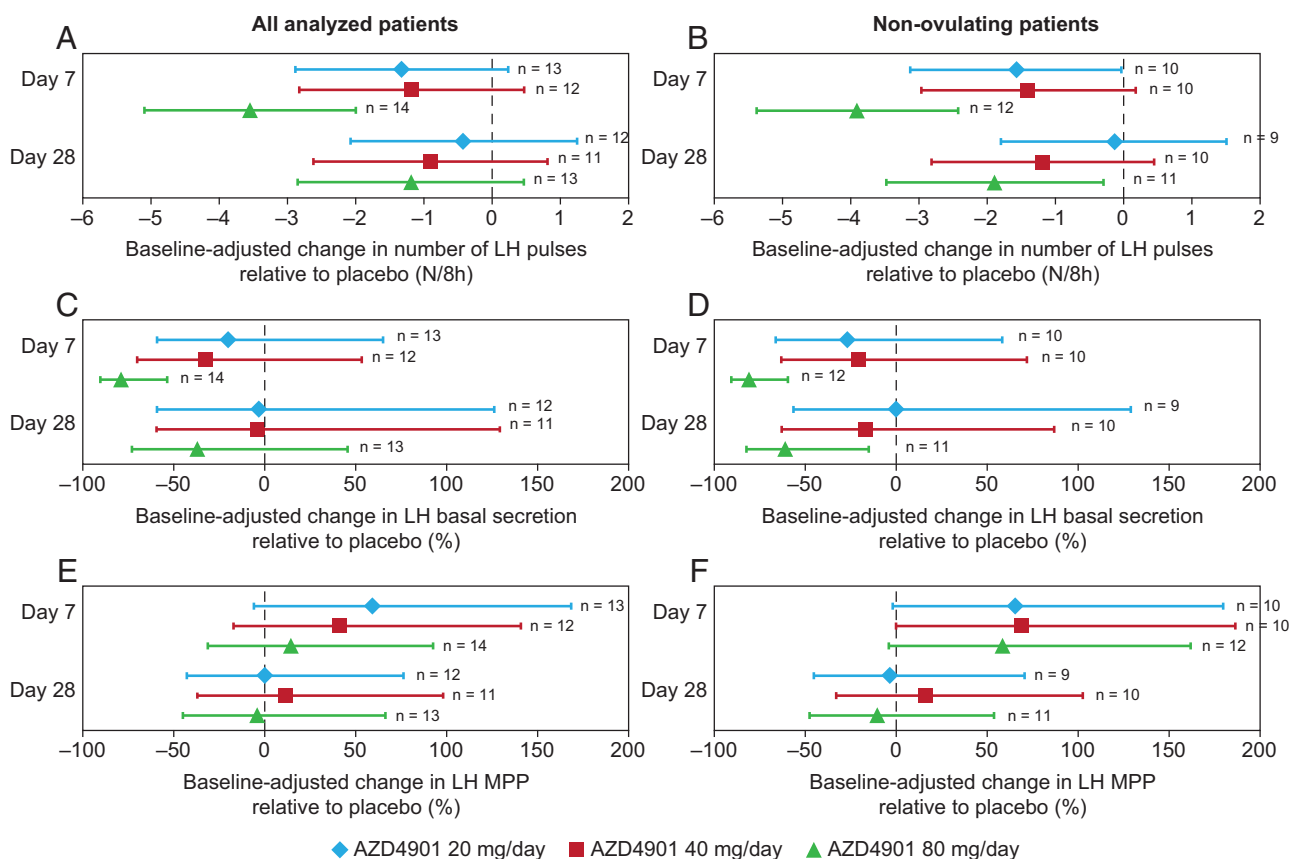 All analyzed patients
Non-ovulating patients
A
Day 7
n = 13
n = 12
n = 14
Day 28
n = 12
n = 11
n = 13
–6 –5 –4 –3 –2 –1 0 1 2
Baseline-adjusted change in number of LH pulses
relative to placebo (N/8h)
B
Day 7
n = 10
n = 10
n = 12
Day 28
n = 9
n = 10
n = 11
–6 –5 –4 –3 –2 –1 0 1 2
Baseline-adjusted change in number of LH pulses
relative to placebo (N/8h)
C
Day 7
n = 13
n = 12
n = 14
Day 28
n = 12
n = 11
n = 13
–100 –50 0 50 100 150 200
Baseline-adjusted change in LH basal secretion
relative to placebo (%)
D
Day 7
n = 10
n = 10
n = 12
Day 28
n = 9
n = 10
n = 11
–100 –50 0 50 100 150 200
Baseline-adjusted change in LH basal secretion
relative to placebo (%)
E
Day 7
n = 13
n = 12
n = 14
Day 28
n = 12
n = 11
n = 13
–100 –50 0 50 100 150 200
Baseline-adjusted change in LH MPP
relative to placebo (%)
F
Day 7
n = 10
n = 10
n = 12
Day 28
n = 9
n = 10
n = 11
–100 –50 0 50 100 150 200
Baseline-adjusted change in LH MPP
relative to placebo (%)
AZD4901 20 mg/day AZD4901 40 mg/day AZD4901 80 mg/day